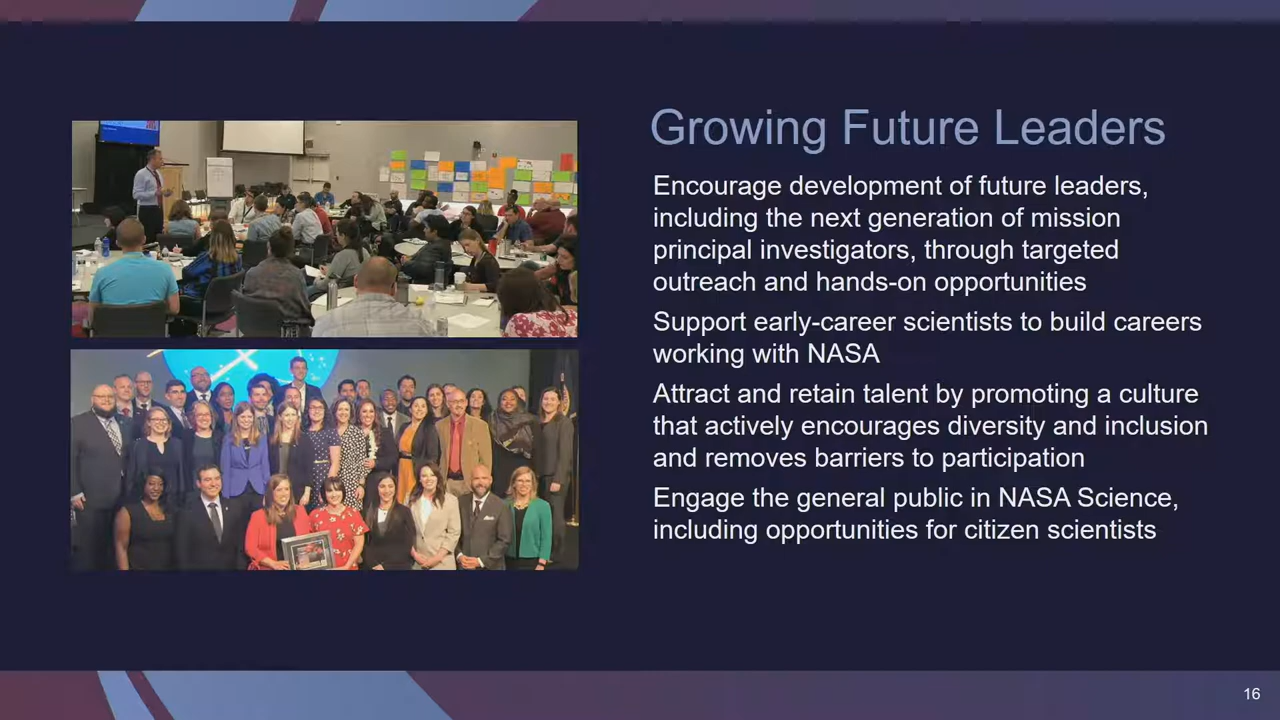 Growing Future Leaders
Encourage development of future leaders,
including the next generation of mission
principal investigators, through targeted
outreach and hands-on opportunities
Support early-career scientists to build careers
working with NASA
Attract and retain talent by promoting a culture
that actively encourages diversity and inclusion
and removes barriers to participation
Engage the general public in NASA Science,
including opportunities for citizen scientists
16